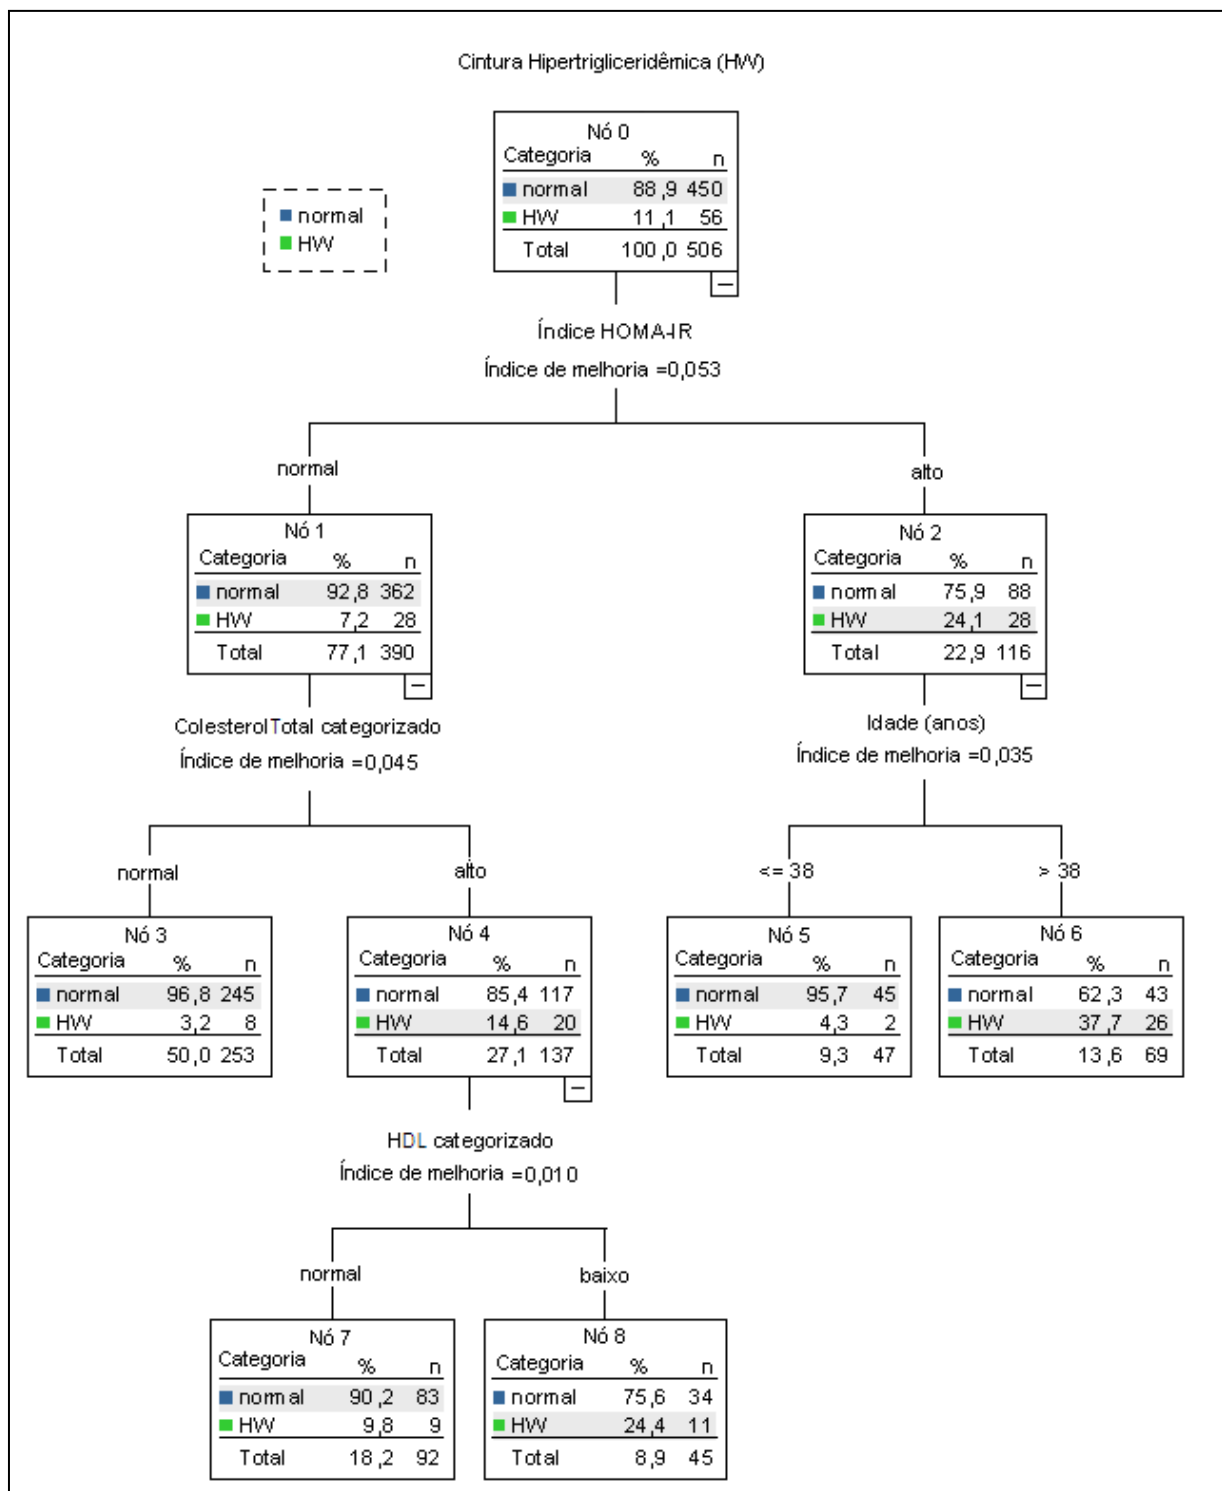 Cintura Hipertrigliceridêmica (HW)
normal
HW
Nó 0
Categoria % n
normal 88,9 450
HW 11,1 56
Total 100,0 506
Índice HOMA-IR
Índice de melhoria =0,053
normal
alto
Nó 1
Categoria % n
normal 92,8 362
HW 7,2 28
Total 77,1 390
Nó 2
Categoria % n
normal 75,9 88
HW 24,1 28
Total 22,9 116
ColesterolTotal categorizado
Índice de melhoria =0,045
Idade (anos)
Índice de melhoria =0,035
normal
alto
<= 38
> 38
Nó 3
Categoria % n
normal 96,8 245
HW 3,2 8
Total 50,0 253
Nó 4
Categoria % n
normal 85,4 117
HW 14,6 20
Total 27,1 137
Nó 5
Categoria % n
normal 95,7 45
HW 4,3 2
Total 9,3 47
Nó 6
Categoria % n
normal 62,3 43
HW 37,7 26
Total 13,6 69
HDL categorizado
Índice de melhoria =0,010
normal
baixo
Nó 7
Categoria % n
normal 90,2 83
HW 9,8 9
Total 18,2 92
Nó 8
Categoria % n
normal 75,6 34
HW 24,4 11
Total 8,9 45